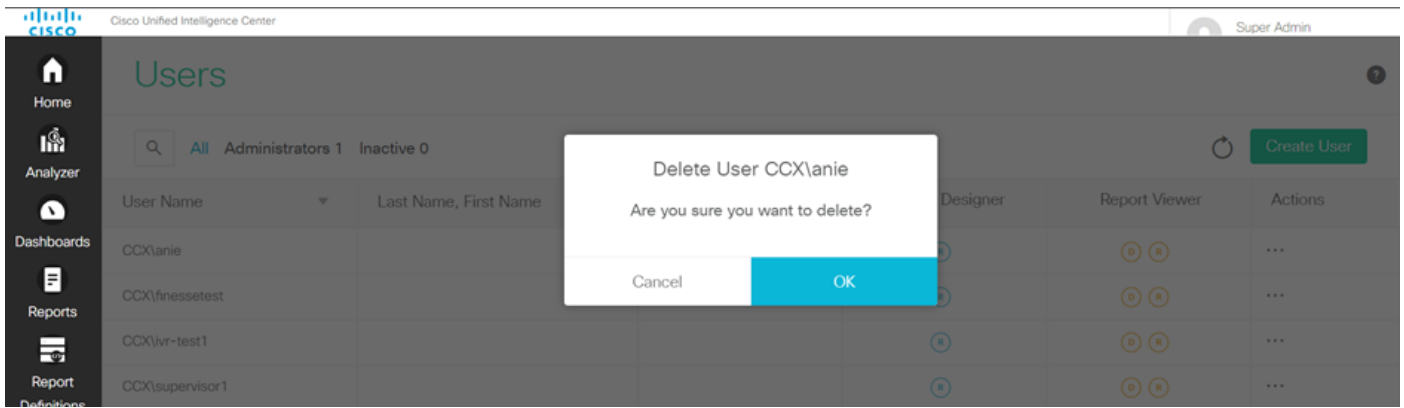 CISCO
Cisco Unified Intelligence Center
Super Admin
Home
Analyzer
Dashboards
Reports
Report
Definitions
Users
?
All Administrators 1 Inactive 0
Create User
User Name Last Name, First Name Designer Report Viewer Actions
CCX\anie R D R ...
CCX\finessetest R D R ...
CCX\ivr-test1 R D R ...
CCX\supervisor1 R D R ...
Delete User CCX\anie
Are you sure you want to delete?
Cancel OK